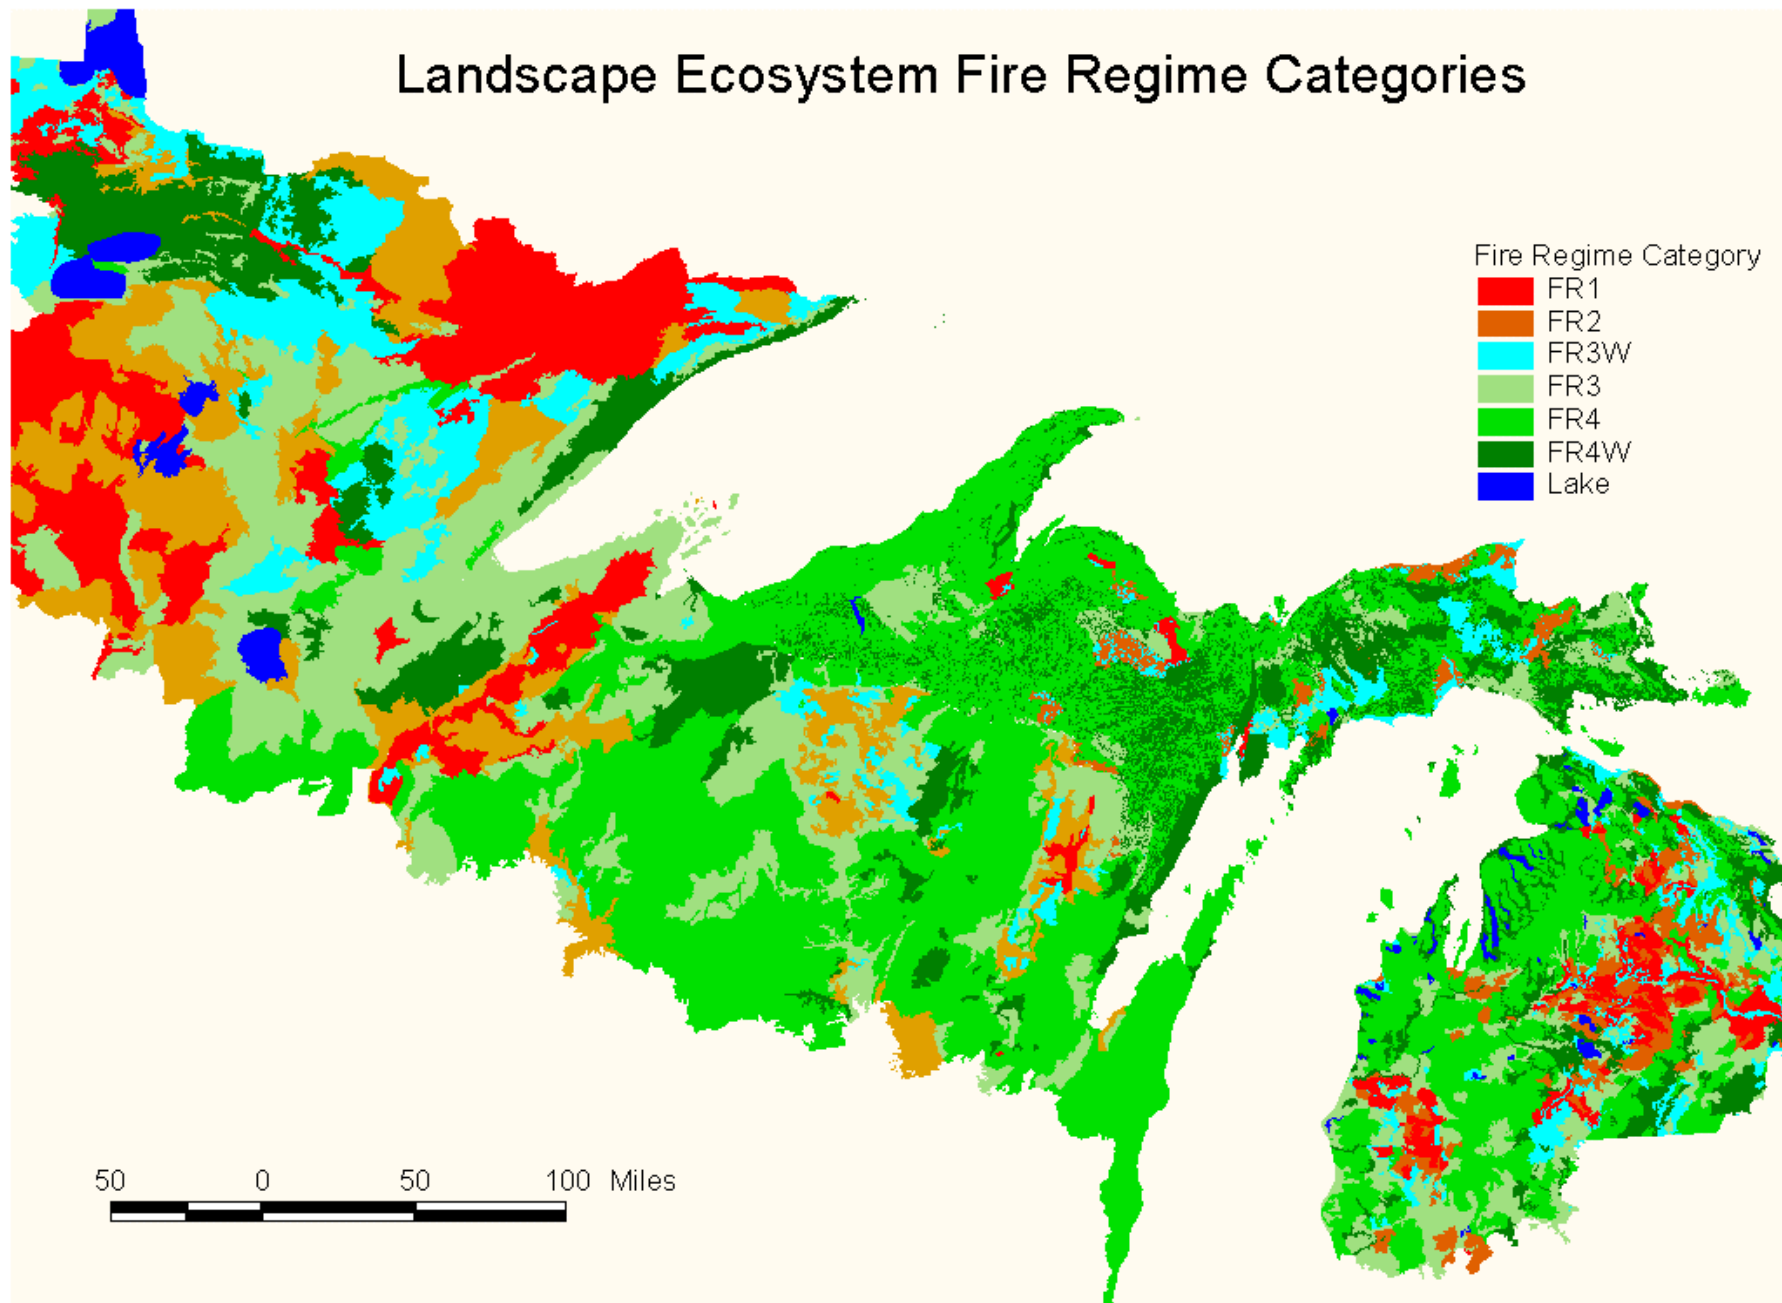 Landscape Ecosystem Fire Regime Categories
Fire Regime Category
FR1
FR2
FR3W
FR3
FR4
FR4W
Lake
50 0 50 100 Miles